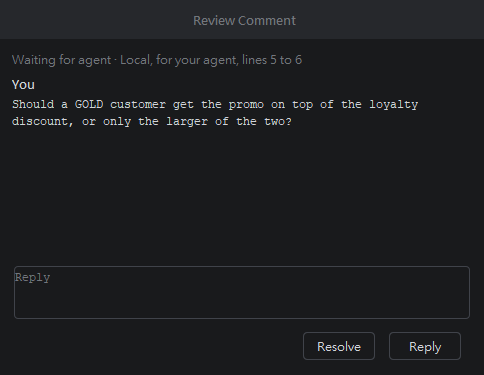 Review Comment
Waiting for agent · Local, for your agent, lines 5 to 6
You
Should a GOLD customer get the promo on top of the loyalty
discount, or only the larger of the two?
Reply
Resolve
Reply